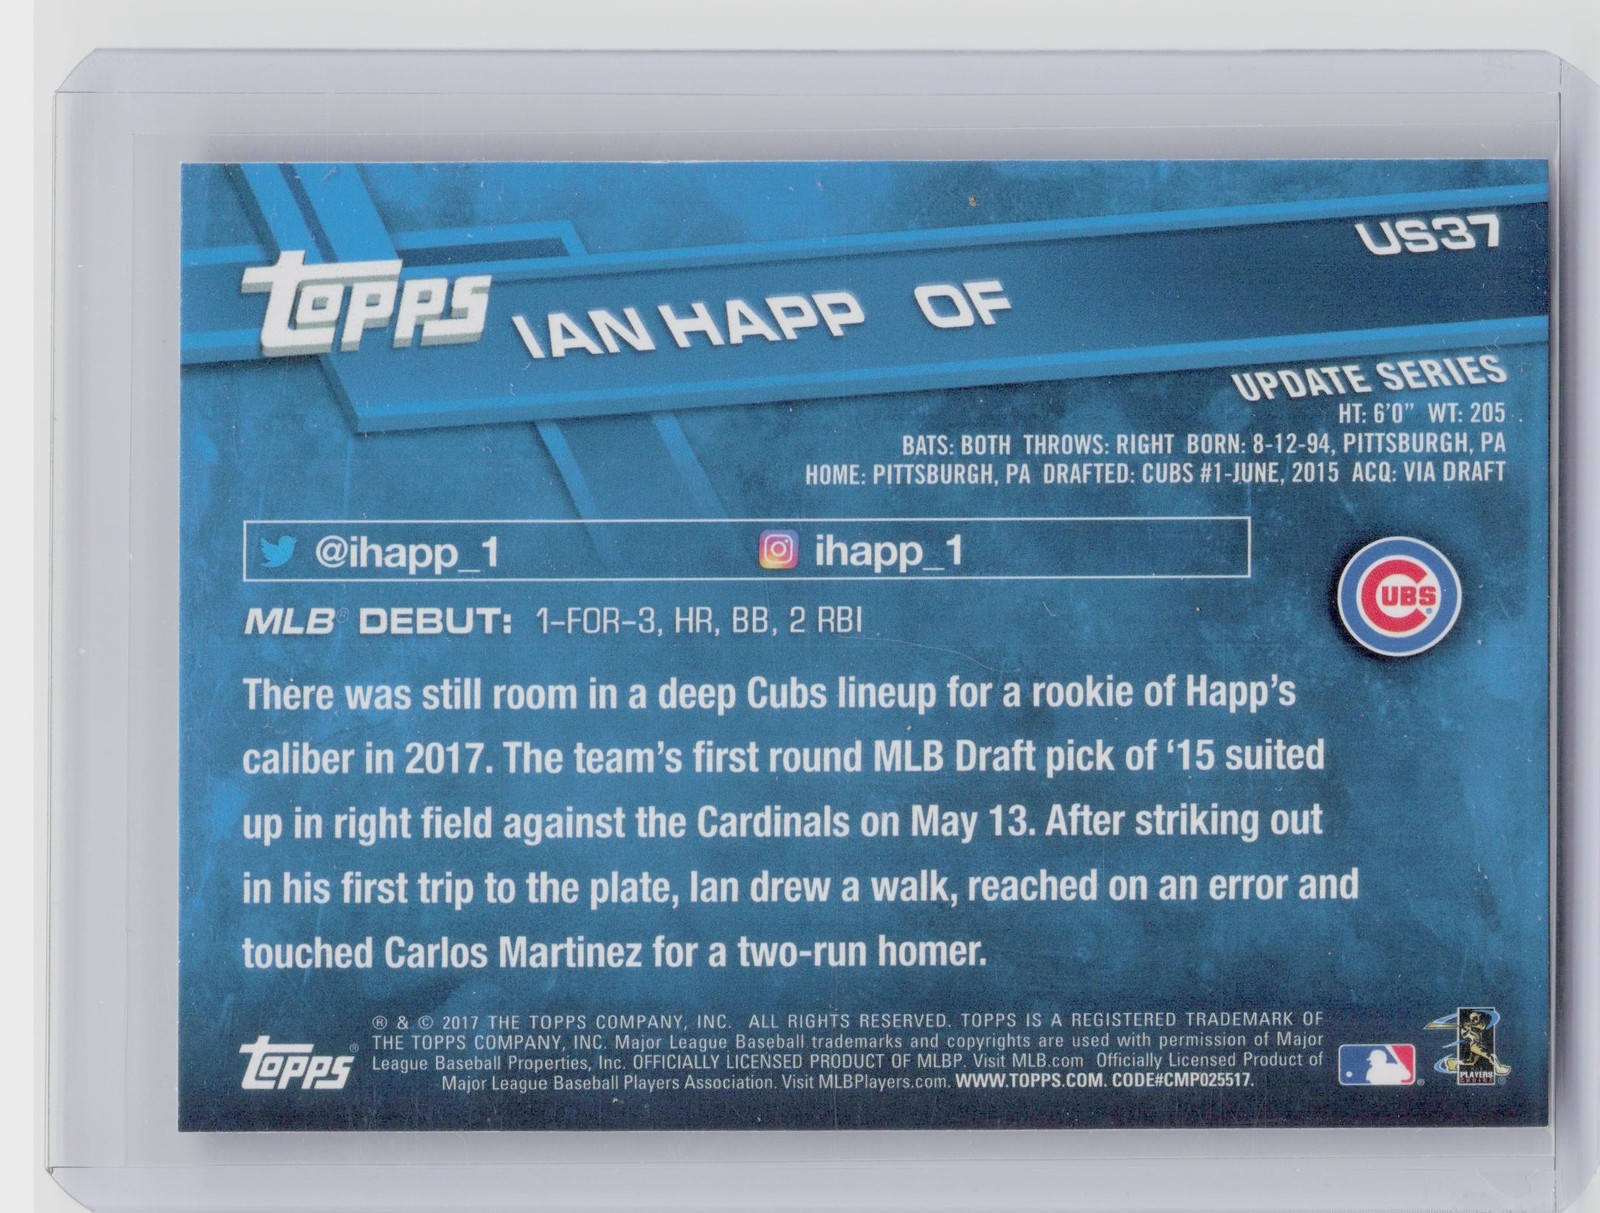 US37
TOPPS IAN HAPP OF
UPDATE SERIES
HT: 6'0" WT: 205
BATS: BOTH THROWS: RIGHT BORN: 8-12-94, PITTSBURGH, PA
HOME: PITTSBURGH, PA DRAFTED: CUBS #1-JUNE, 2015 ACQ: VIA DRAFT
@ihapp_1 ihapp_1
CUBS
MLB® DEBUT: 1-FOR-3, HR, BB, 2 RBI
There was still room in a deep Cubs lineup for a rookie of Happ's
caliber in 2017. The team's first round MLB Draft pick of ‘15 suited
up in right field against the Cardinals on May 13. After striking out
in his first trip to the plate, Ian drew a walk, reached on an error and
touched Carlos Martinez for a two-run homer.
® & © 2017 THE TOPPS COMPANY, INC. ALL RIGHTS RESERVED. TOPPS IS A REGISTERED TRADEMARK OF
THE TOPPS COMPANY, INC. Major League Baseball trademarks and copyrights are used with permission of Major
League Baseball Properties, Inc. OFFICIALLY LICENSED PRODUCT OF MLBP. Visit MLB.com Officially Licensed Product of
Major League Baseball Players Association. Visit MLBPlayers.com. WWW.TOPPS.COM. CODE#CMP025517.
TOPPS®
PLAYERS CHOICE